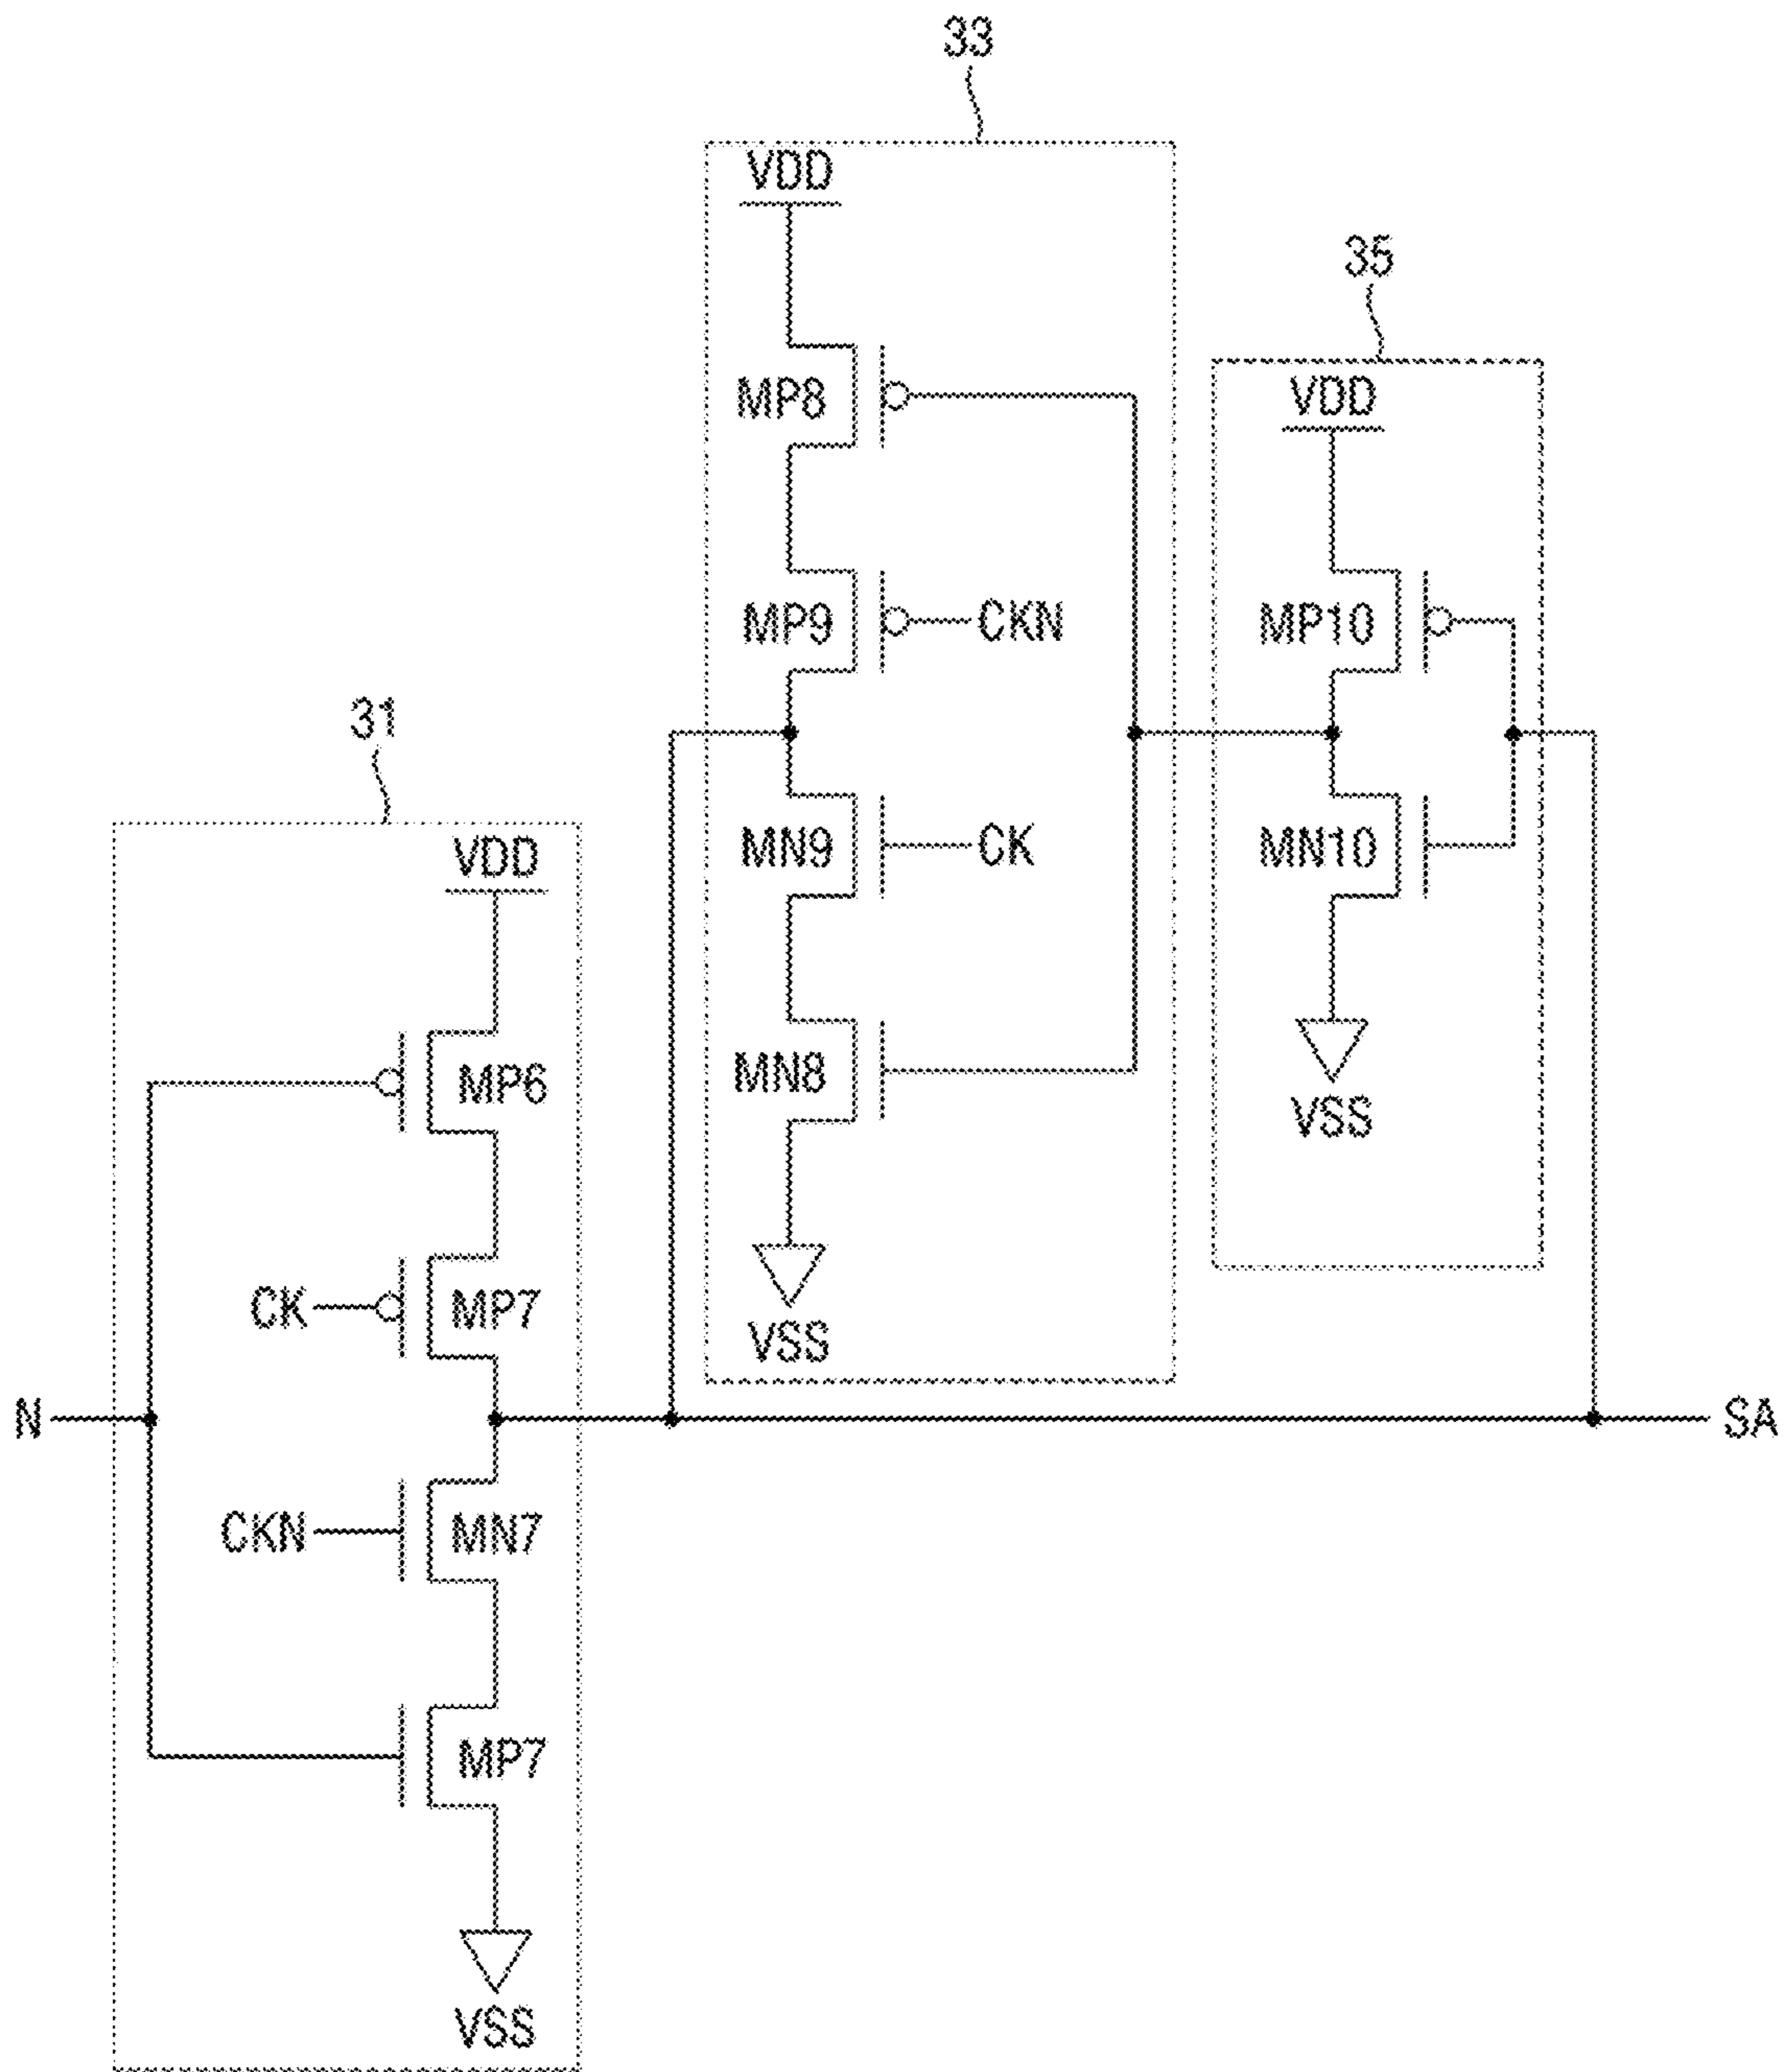 33
VDD
35
MP8
VDD
MP9
CKN
MP10
31
MN9
CK
MN10
VDD
MN8
MP6
VSS
CK
MP7
VSS
N
SA
CKN
MN7
MP7
VSS